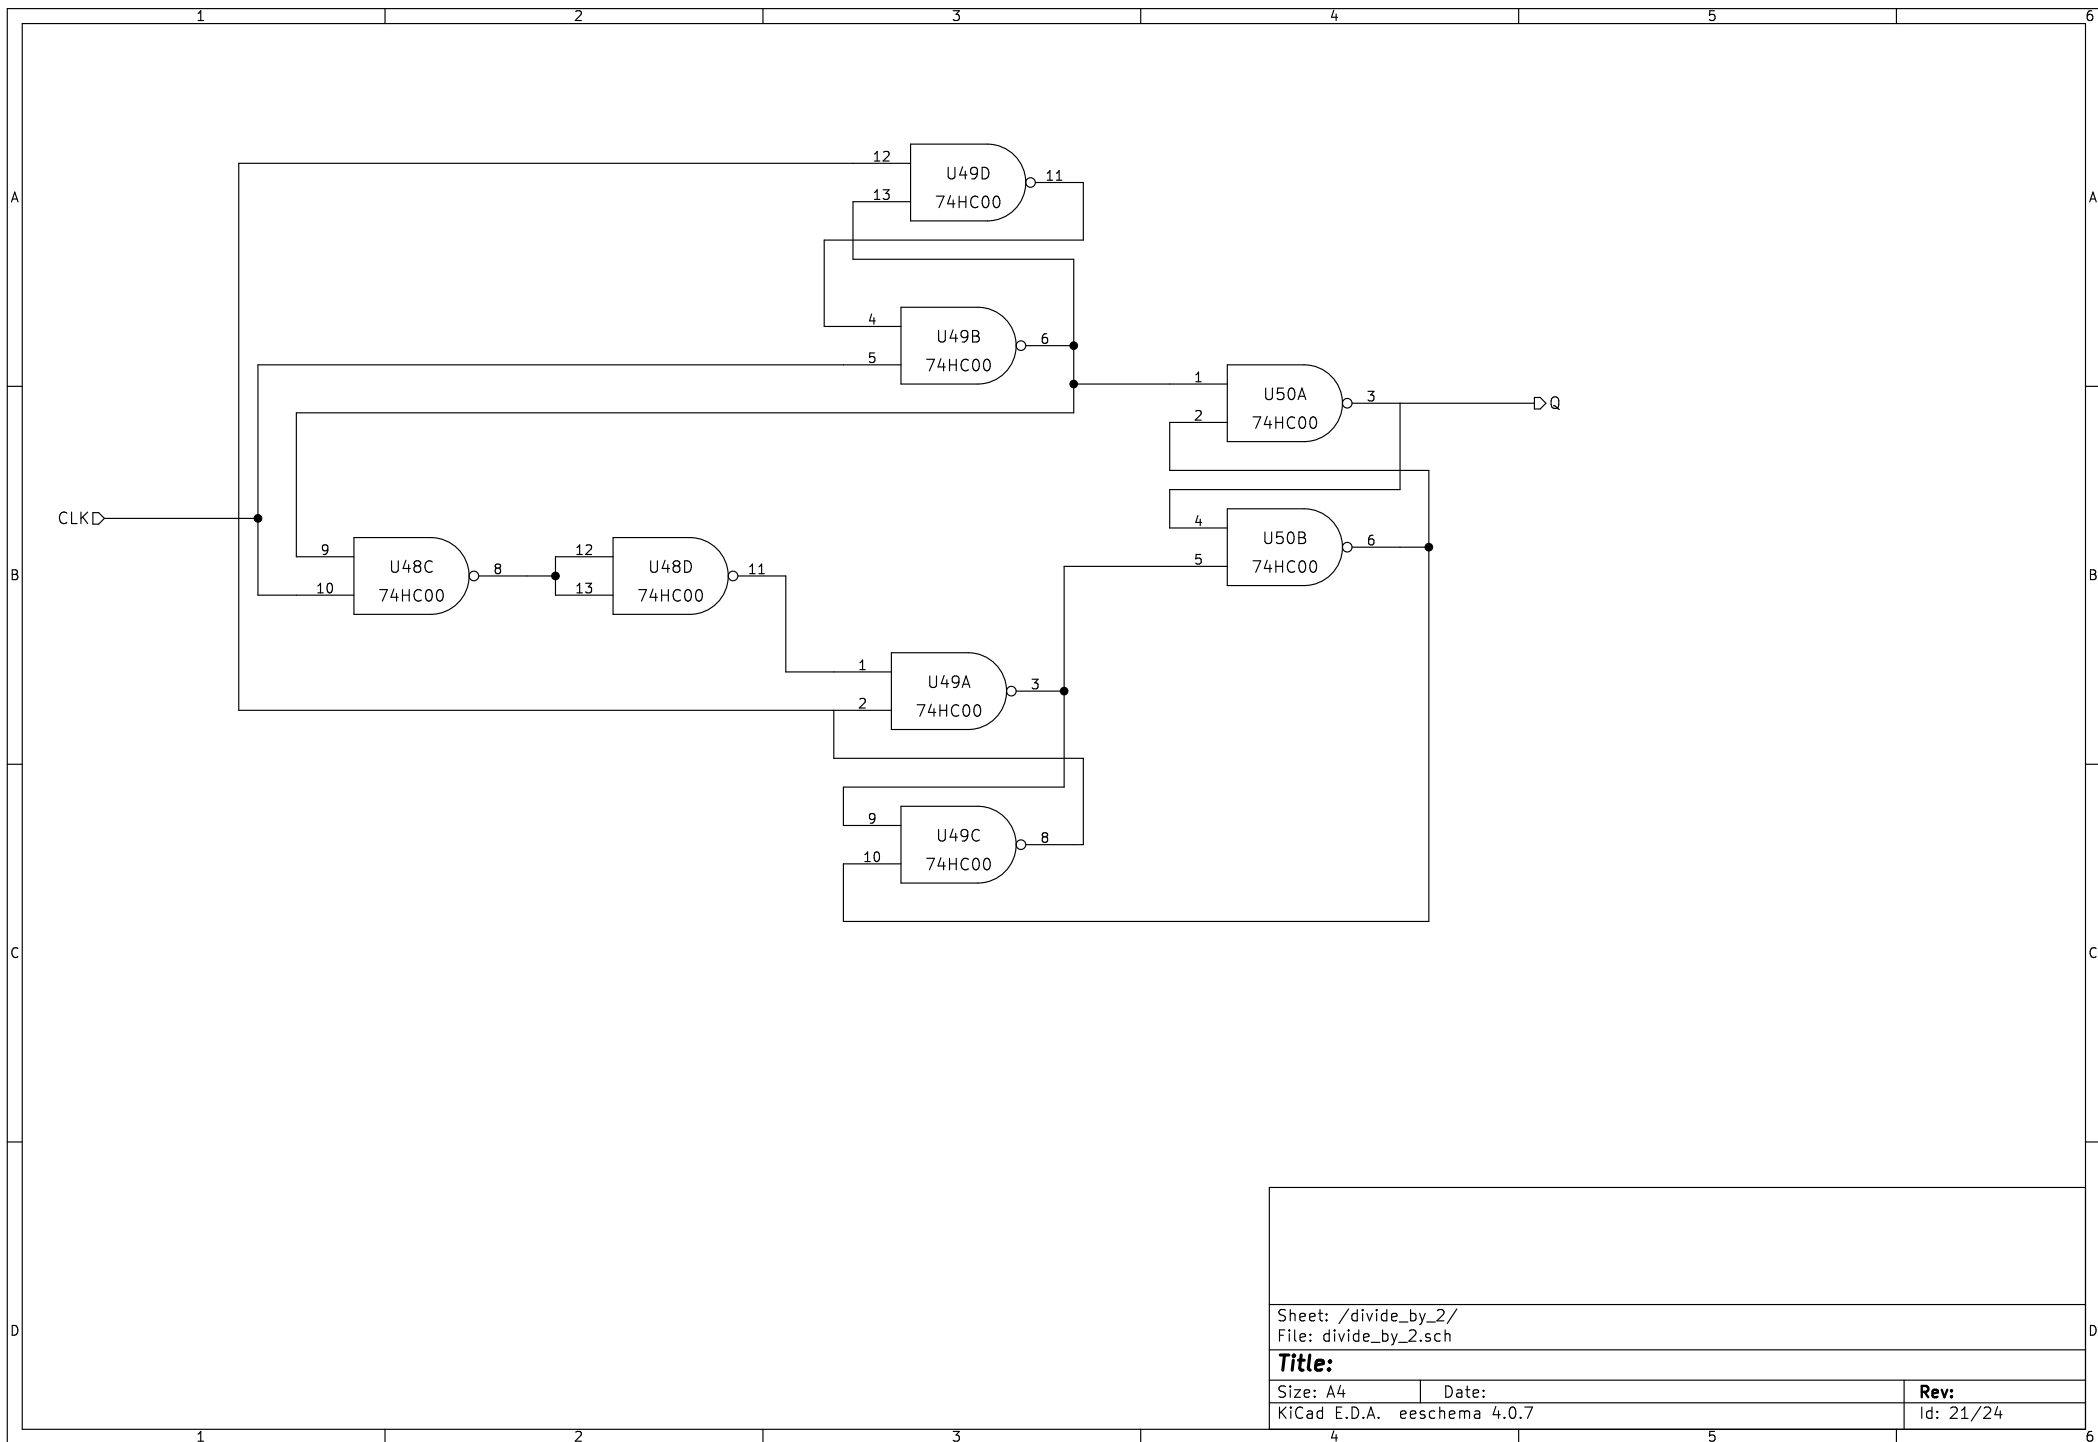 1 2 3 4 5 6
A A
12 U49D 11
13 74HC00
4 U49B 6
5 74HC00
1 U50A 3 Q
2 74HC00
CLK
4 U50B 6
5 74HC00
9 U48C 8 12 U48D 11
10 74HC00 13 74HC00
B B
1 U49A 3
2 74HC00
9 U49C 8
10 74HC00
C C
D D
Sheet: /divide_by_2/
File: divide_by_2.sch
Title:
Size: A4 Date: Rev:
KiCad E.D.A. eeschema 4.0.7 Id: 21/24
1 2 3 4 5 6